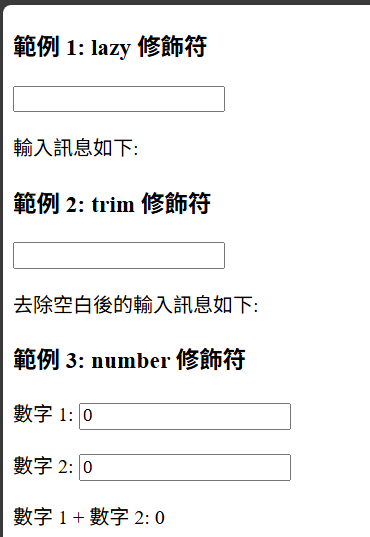 範例 1: lazy 修飾符
輸入訊息如下:
範例 2: trim 修飾符
去除空白後的輸入訊息如下:
範例 3: number 修飾符
數字 1: 0
數字 2: 0
數字 1 + 數字 2: 0